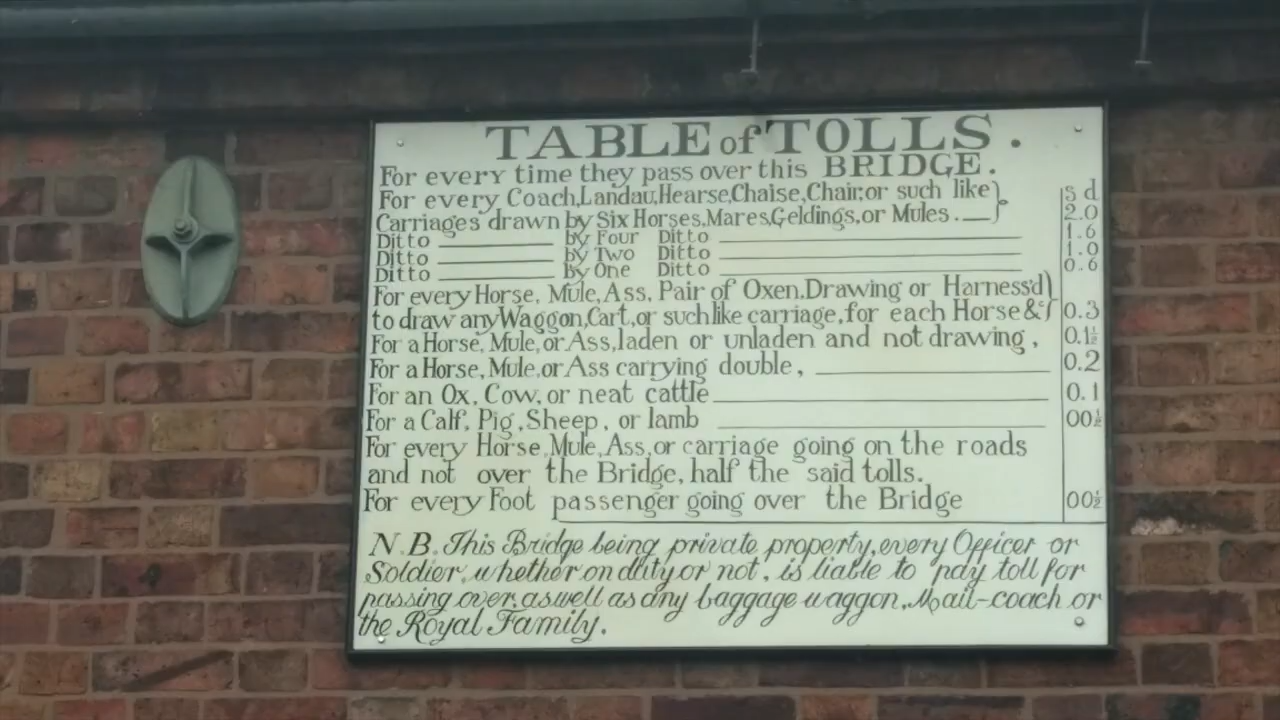 TABLE of TOLLS.
For every time they pass over this BRIDGE.
s d
For every Coach,Landau,Hearse,Chaise,Chair,or such like}
Carriages drawn by Six Horses,Mares,Geldings,or Mules. 2.0
Ditto by Four Ditto 1.6
Ditto by Two Ditto 1.0
Ditto by One Ditto 0.6
For every Horse, Mule, Ass, Pair of Oxen.Drawing or Harness'd}
to draw any Waggon,Cart,or suchlike carriage,for each Horse &c 0.3
For a Horse, Mule,or Ass,laden or unladen and not drawing, 0.1½
For a Horse, Mule,or Ass carrying double, 0.2
For an Ox, Cow, or neat cattle 0.1
For a Calf, Pig, Sheep, or lamb 00½
For every Horse, Mule, Ass,or carriage going on the roads
and not over the Bridge, half the said tolls.
For every Foot passenger going over the Bridge 00½
N.B. This Bridge being private property,every Officer or
Soldier, whether on duty or not, is liable to pay toll for
passing over,aswell as any baggage waggon, Mail-coach or
the Royal Family.